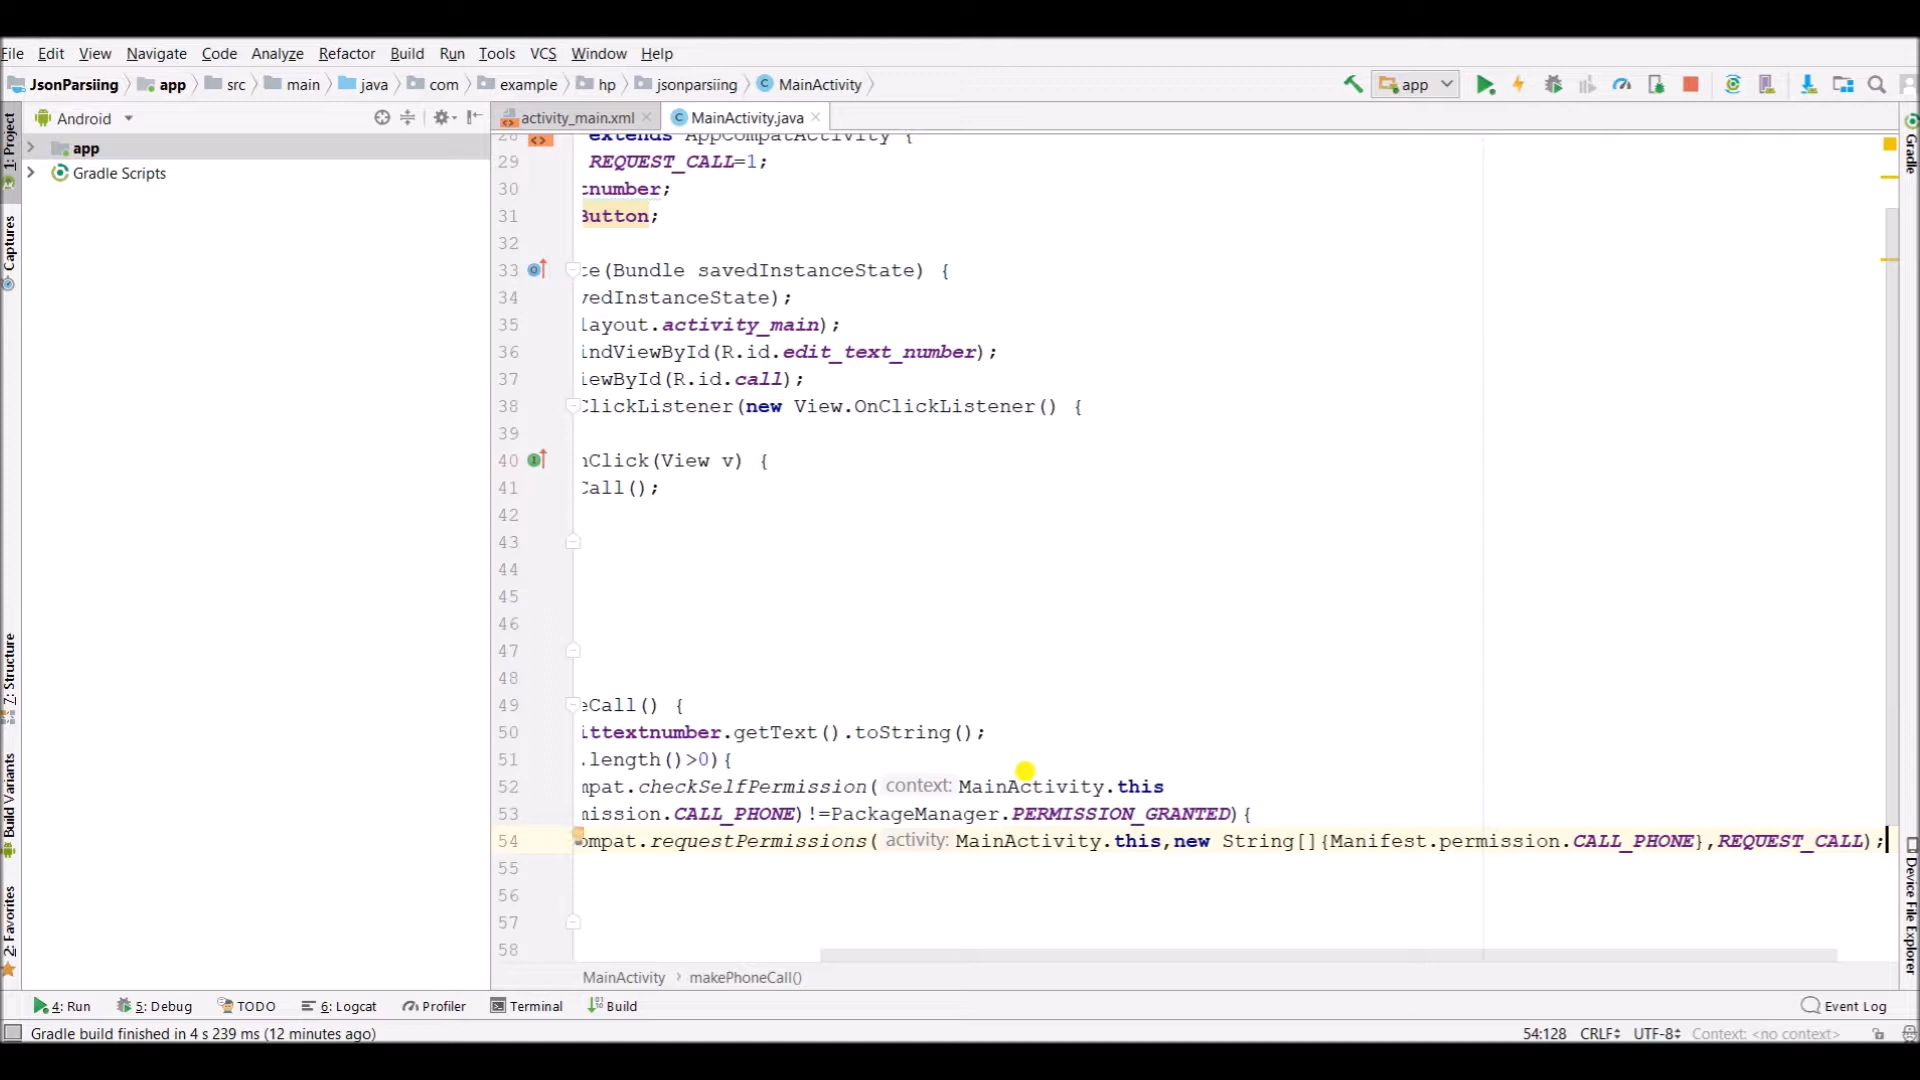 File Edit View Navigate Code Analyze Refactor Build Run Tools VCS Window Help
JsonParsiing app src main java com example hp jsonparsiing MainActivity app
Android activity_main.xml MainActivity.java
1: Project
Captures
7: Structure
Build Variants
2: Favorites
app
Gradle Scripts
28 extends AppCompatActivity {
29 REQUEST_CALL=1;
30 tnumber;
31 Button;
32
33 te(Bundle savedInstanceState) {
34 vedInstanceState);
35 layout.activity_main);
36 indViewById(R.id.edit_text_number);
37 iewById(R.id.call);
38 ClickListener(new View.OnClickListener() {
39
40 nClick(View v) {
41 Call();
42
43
44
45
46
47
48
49 eCall() {
50 ittextnumber.getText().toString();
51 .length()>0){
52 mpat.checkSelfPermission( context: MainActivity.this
53 mission.CALL_PHONE)!=PackageManager.PERMISSION_GRANTED){
54 ompat.requestPermissions( activity: MainActivity.this,new String[]{Manifest.permission.CALL_PHONE},REQUEST_CALL);
55
56
57
58
Gradle
Device File Explorer
MainActivity makePhoneCall()
4: Run 5: Debug TODO 6: Logcat Profiler Terminal Build Event Log
Gradle build finished in 4 s 239 ms (12 minutes ago) 54:128 CRLF UTF-8 Context: <no context>